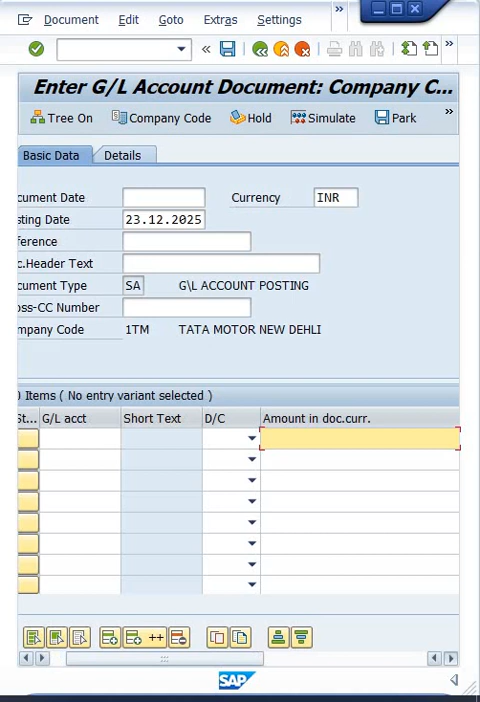 Document Edit Goto Extras Settings »
« »
Enter G/L Account Document: Company C...
Tree On Company Code Hold Simulate Park »
Basic Data Details
cument Date Currency INR
sting Date 23.12.2025
ference
c.Header Text
cument Type SA G\L ACCOUNT POSTING
oss-CC Number
mpany Code 1TM TATA MOTOR NEW DEHLI
0 Items ( No entry variant selected )
St... G/L acct Short Text D/C Amount in doc.curr.
SAP